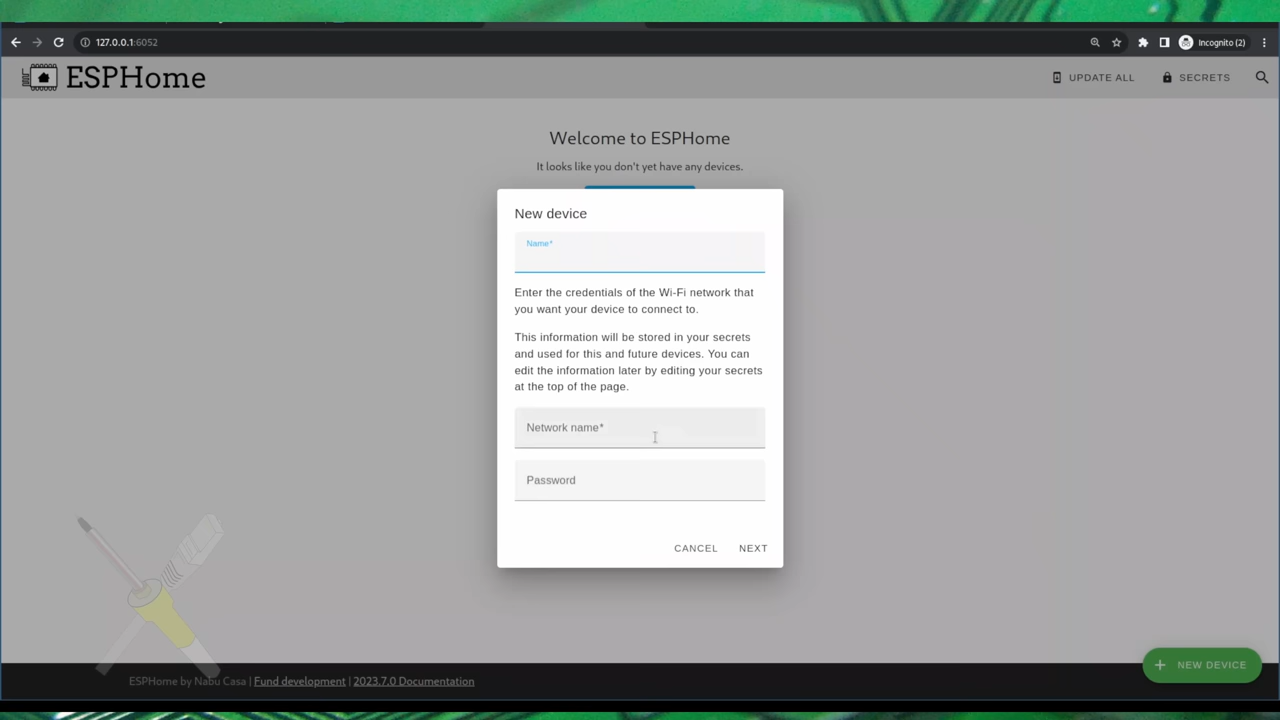 127.0.0.1:6052
Incognito (2)
ESPHome
UPDATE ALL
SECRETS
Welcome to ESPHome
It looks like you don't yet have any devices.
New device
Name*
Enter the credentials of the Wi-Fi network that
you want your device to connect to.
This information will be stored in your secrets
and used for this and future devices. You can
edit the information later by editing your secrets
at the top of the page.
Network name*
Password
CANCEL
NEXT
NEW DEVICE
ESPHome by Nabu Casa | Fund development | 2023.7.0 Documentation